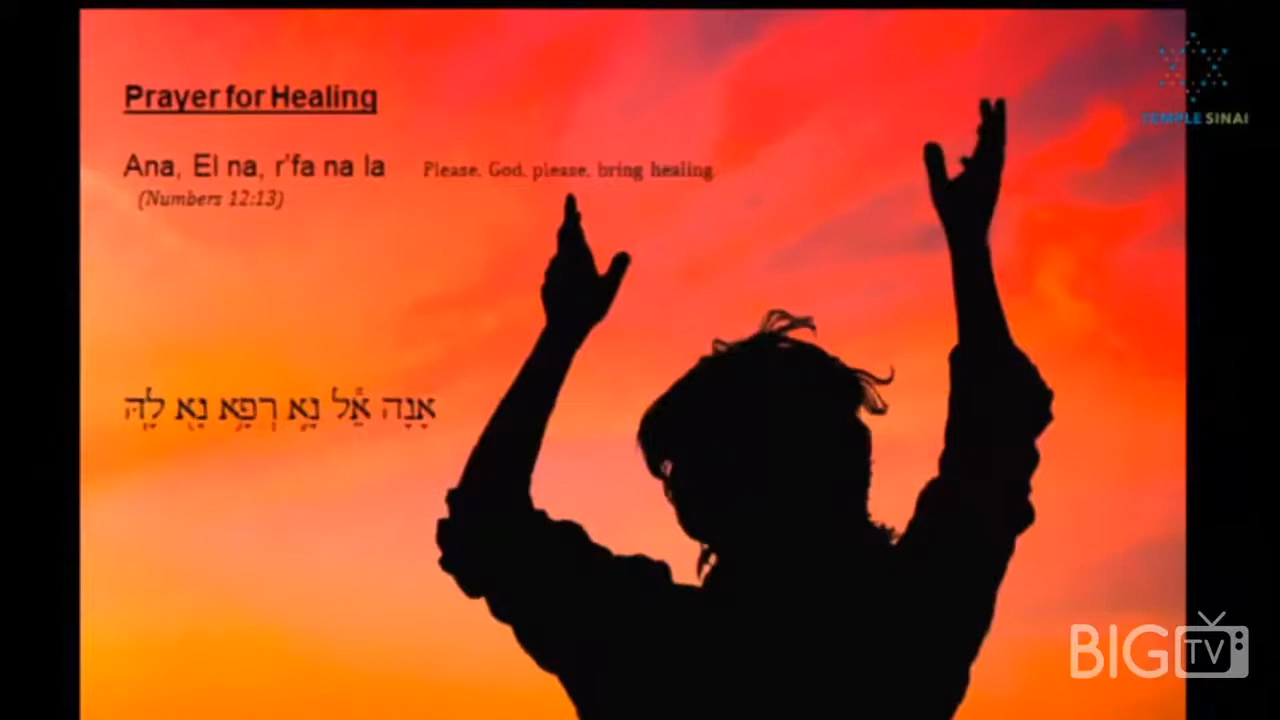 Prayer for Healing
Ana, El na, r'fa na la
Please, God, please, bring healing.
(Numbers 12:13)
אָנָה אֵ֕ל נָ֛א רְפָ֥א נָ֖א לָֽהּ
TEMPLE SINAI
BIG TV